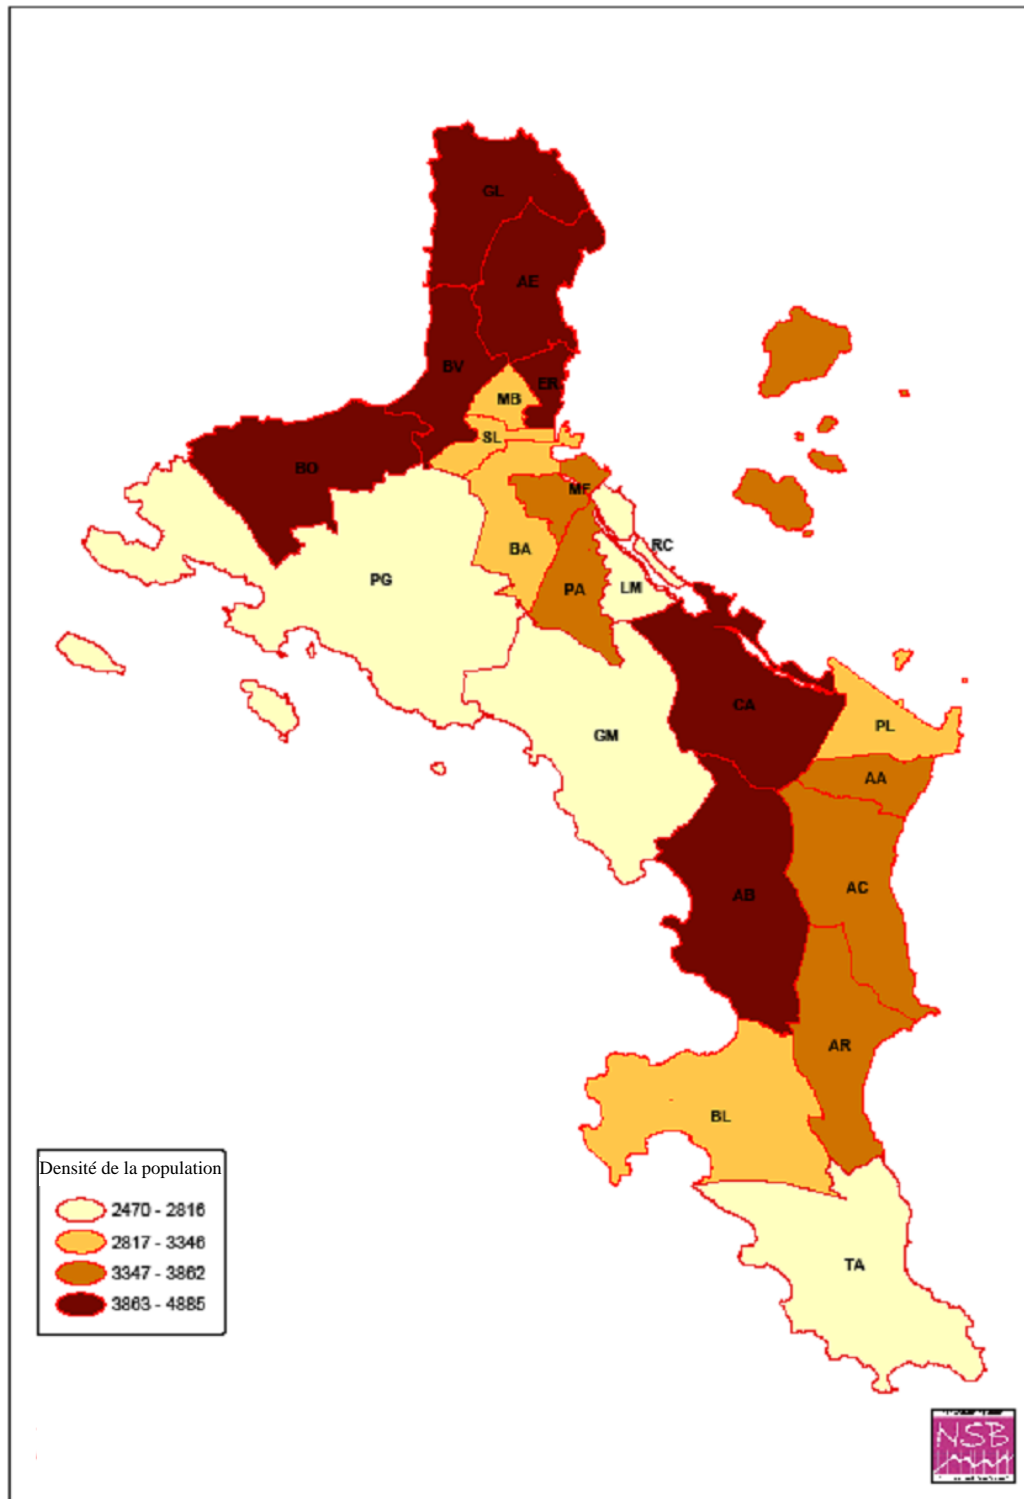 GL
AE
BV
ER
MB
SL
BO
MF
RC
BA
PG
PA
LM
CA
GM
PL
AA
AC
AB
AR
BL
TA
Densité de la population
2470 - 2816
2817 - 3346
3347 - 3862
3863 - 4885
NSB